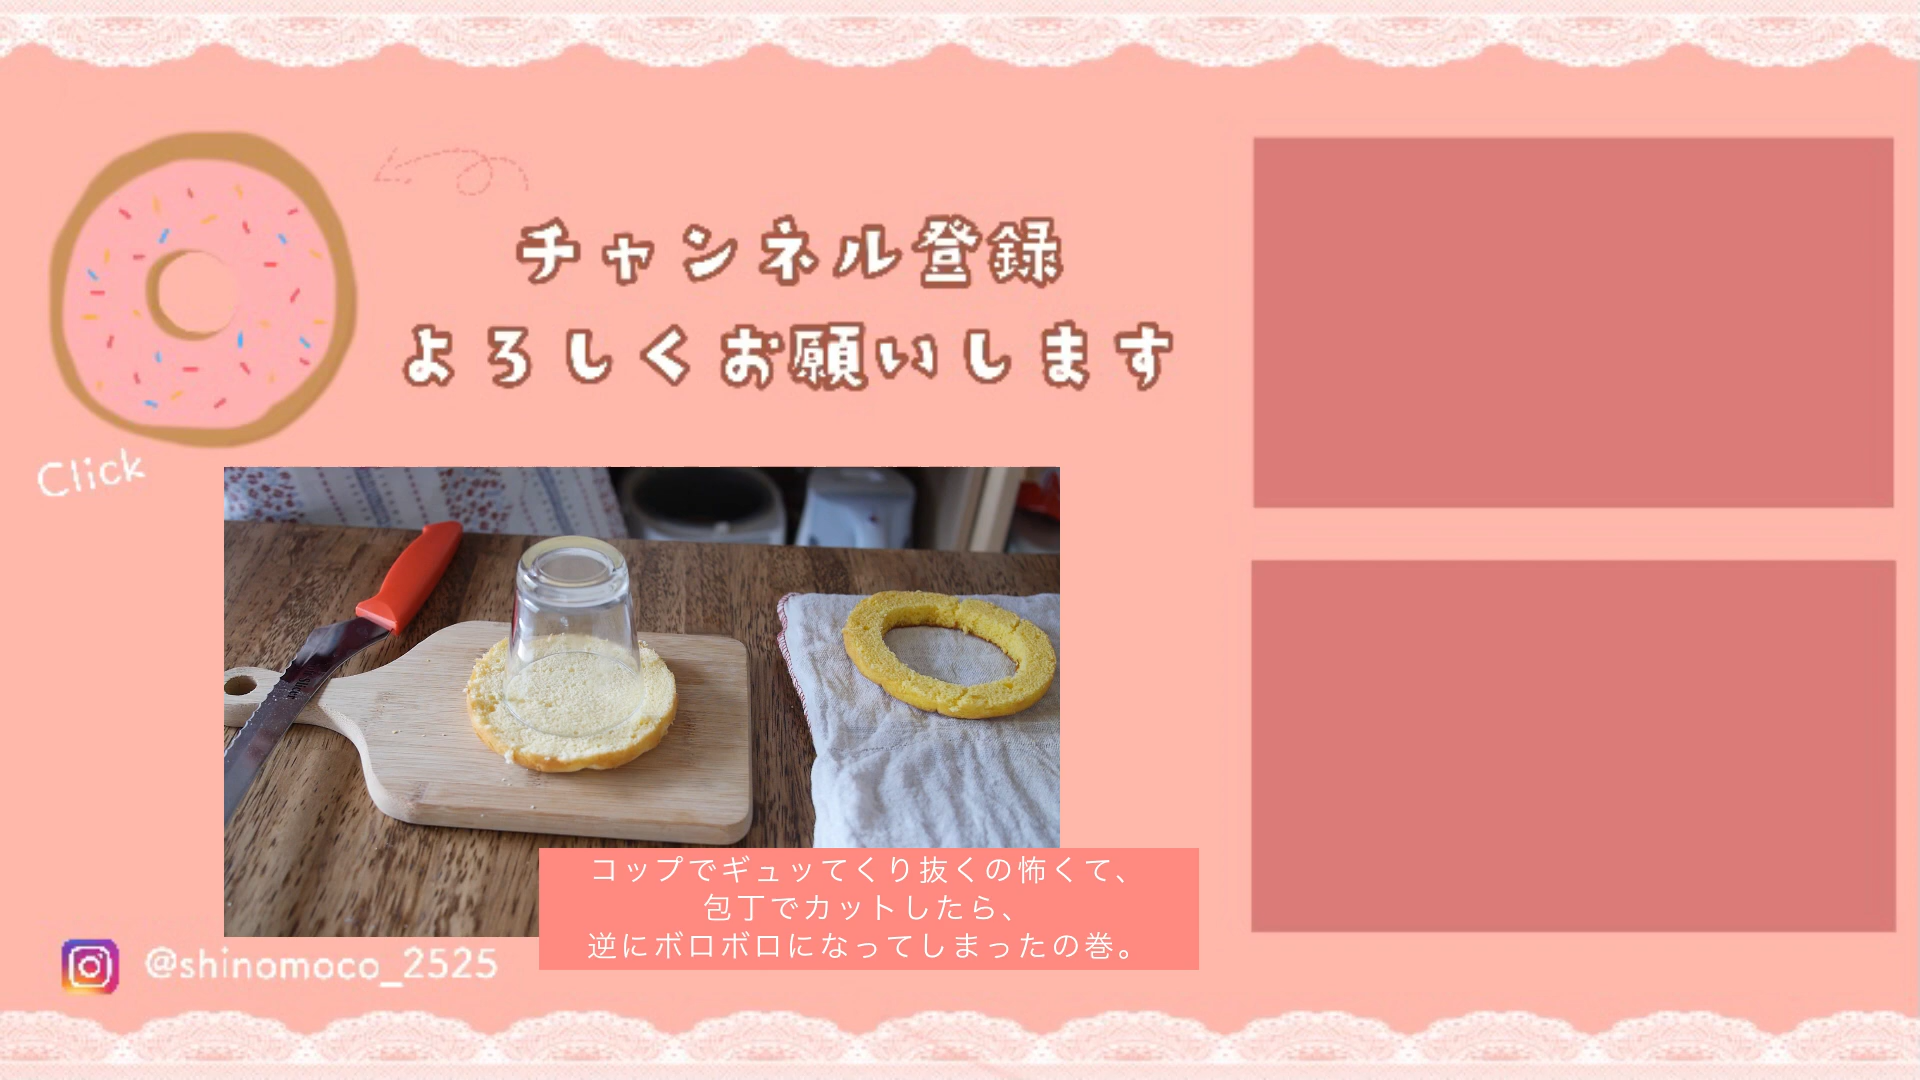 チャンネル登録
よろしくお願いします
Click
コップでギュッてくり抜くの怖くて、
包丁でカットしたら、
逆にボロボロになってしまったの巻。
@shinomoco_2525